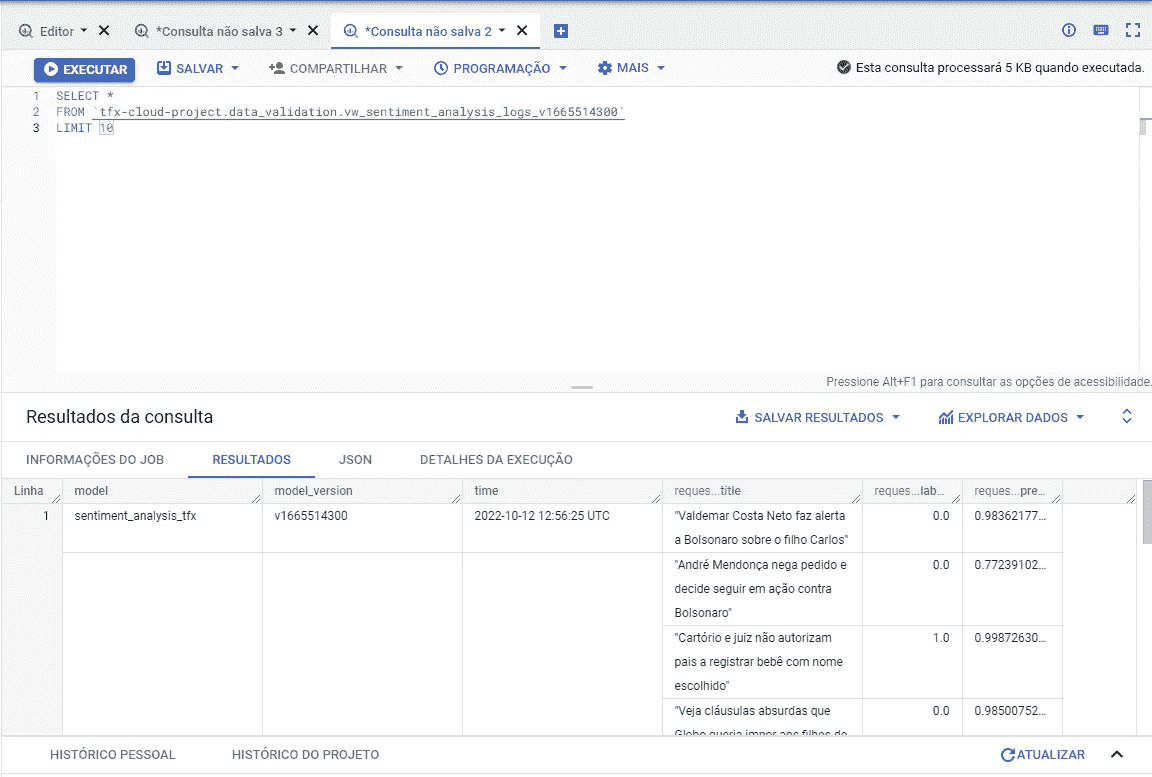 Editor
*Consulta não salva 3
*Consulta não salva 2
EXECUTAR
SALVAR
COMPARTILHAR
PROGRAMAÇÃO
MAIS
Esta consulta processará 5 KB quando executada.
1 SELECT *
2 FROM `tfx-cloud-project.data_validation.vw_sentiment_analysis_logs_v1665514300`
3 LIMIT 10
Pressione Alt+F1 para consultar as opções de acessibilidade.
Resultados da consulta
SALVAR RESULTADOS
EXPLORAR DADOS
INFORMAÇÕES DO JOB
RESULTADOS
JSON
DETALHES DA EXECUÇÃO
Linha
model
model_version
time
reques...title
reques...lab...
reques...pre...
1
sentiment_analysis_tfx
v1665514300
2022-10-12 12:56:25 UTC
"Valdemar Costa Neto faz alerta
a Bolsonaro sobre o filho Carlos"
0.0
0.98362177...
"André Mendonça nega pedido e
decide seguir em ação contra
Bolsonaro"
0.0
0.77239102...
"Cartório e juiz não autorizam
pais a registrar bebê com nome
escolhido"
1.0
0.99872630...
"Veja cláusulas absurdas que
Globo queria impor aos filhos de
0.0
0.98500752...
HISTÓRICO PESSOAL
HISTÓRICO DO PROJETO
ATUALIZAR